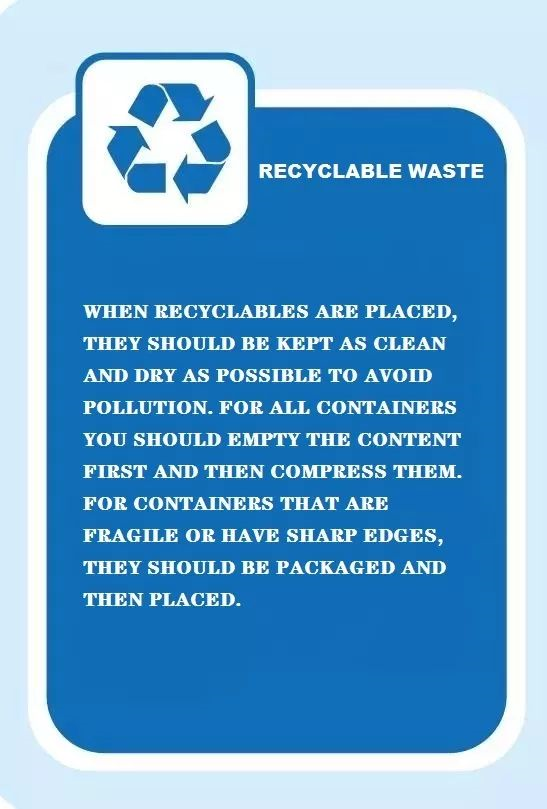 RECYCLABLE WASTE
WHEN RECYCLABLES ARE PLACED,
THEY SHOULD BE KEPT AS CLEAN
AND DRY AS POSSIBLE TO AVOID
POLLUTION. FOR ALL CONTAINERS
YOU SHOULD EMPTY THE CONTENT
FIRST AND THEN COMPRESS THEM.
FOR CONTAINERS THAT ARE
FRAGILE OR HAVE SHARP EDGES,
THEY SHOULD BE PACKAGED AND
THEN PLACED.